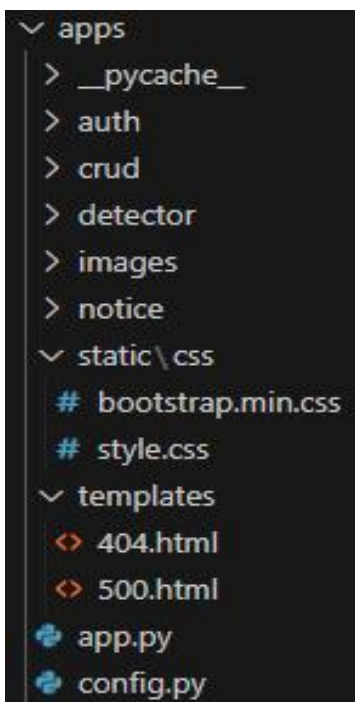 apps
__pycache__
auth
crud
detector
images
notice
static\css
# bootstrap.min.css
# style.css
templates
<> 404.html
<> 500.html
app.py
config.py